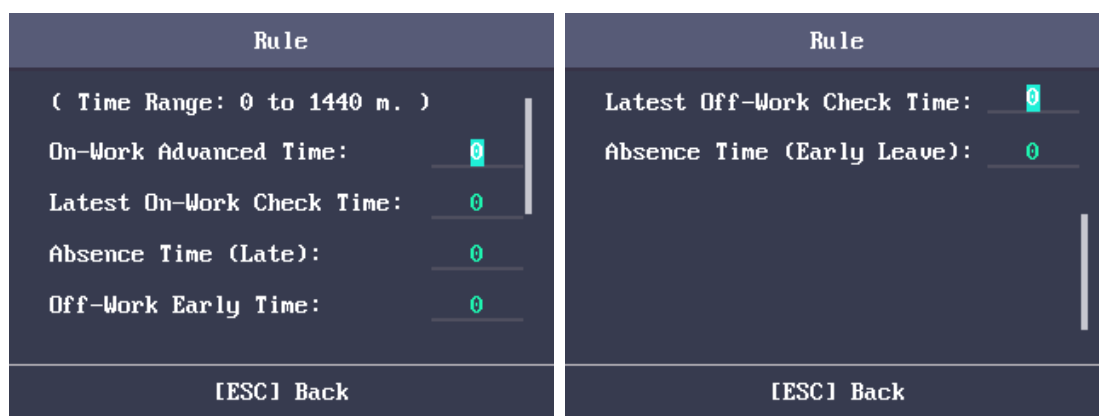 Rule
( Time Range: 0 to 1440 m. )
On-Work Advanced Time: 0
Latest On-Work Check Time: 0
Absence Time (Late): 0
Off-Work Early Time: 0
[ESC] Back
Rule
Latest Off-Work Check Time: 0
Absence Time (Early Leave): 0
[ESC] Back